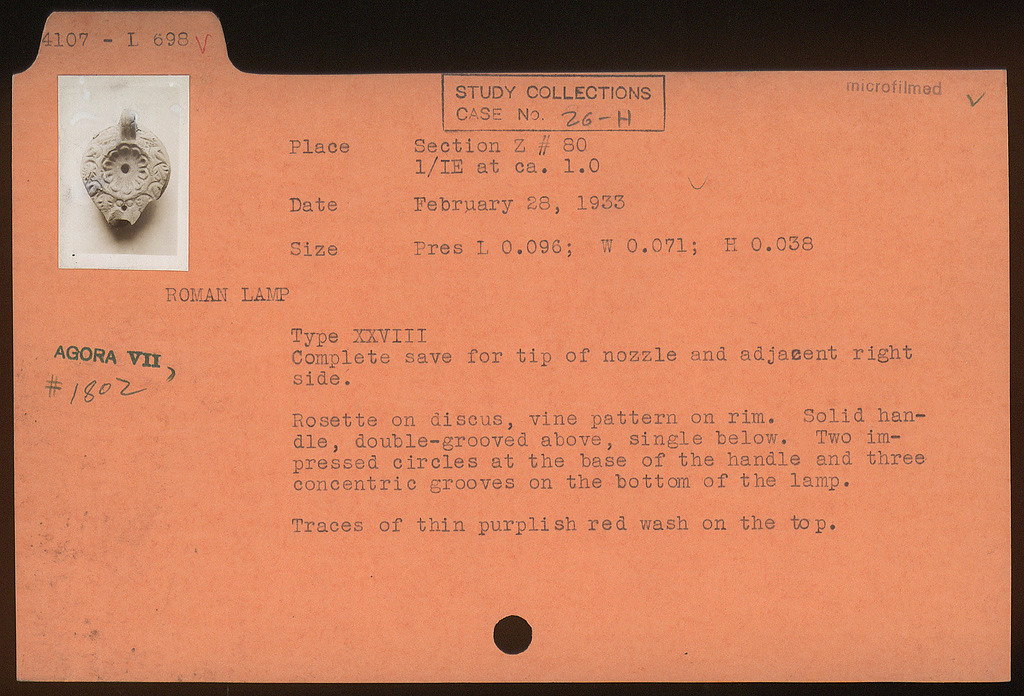 4107 - L 698 V
STUDY COLLECTIONS
CASE No. 26-H
microfilmed
Place Section Z # 80
1/IE at ca. 1.0
Date February 28, 1933
Size Pres L 0.096; W 0.071; H 0.038
ROMAN LAMP
Type XXVIII
Complete save for tip of nozzle and adjacent right
side.
AGORA VII,
# 1802
Rosette on discus, vine pattern on rim. Solid han-
dle, double-grooved above, single below. Two im-
pressed circles at the base of the handle and three
concentric grooves on the bottom of the lamp.
Traces of thin purplish red wash on the top.